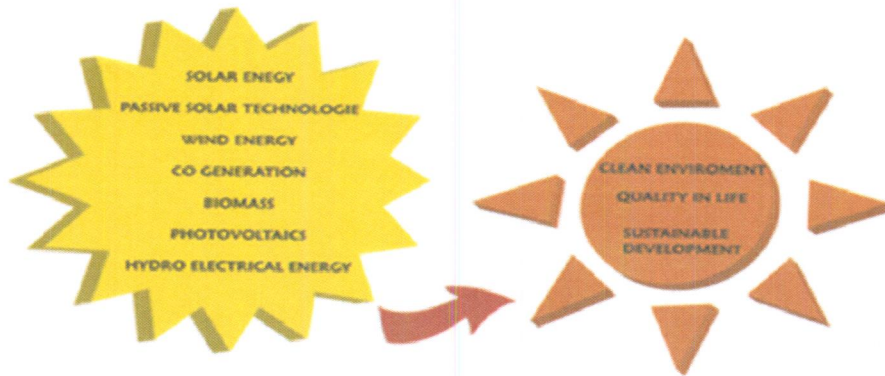 SOLAR ENEGY
PASSIVE SOLAR TECHNOLOGIE
WIND ENERGY
CO GENERATION
BIOMASS
PHOTOVOLTAICS
HYDRO ELECTRICAL ENERGY
CLEAN ENVIROMENT
QUALITY IN LIFE
SUSTAINABLE
DEVELOPMENT